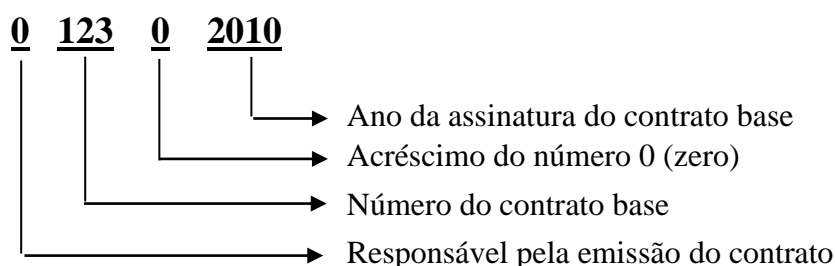 0 123 0 2010
Ano da assinatura do contrato base
Acréscimo do número 0 (zero)
Número do contrato base
Responsável pela emissão do contrato